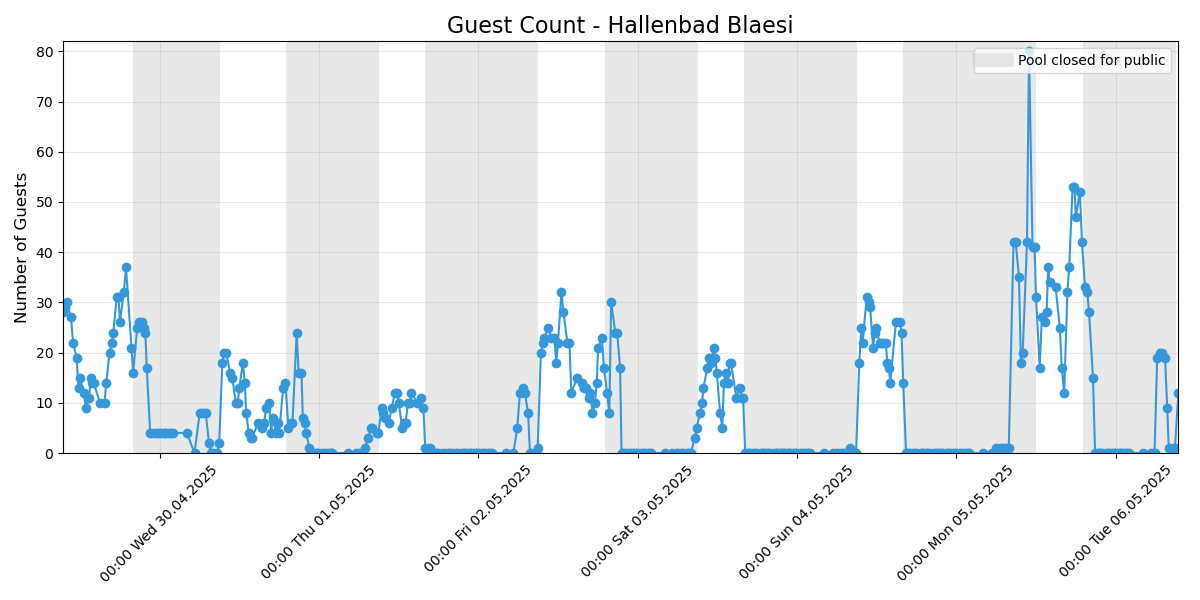 Guest Count - Hallenbad Blaesi
Pool closed for public
Number of Guests
80
70
60
50
40
30
20
10
0
00:00 Wed 30.04.2025
00:00 Thu 01.05.2025
00:00 Fri 02.05.2025
00:00 Sat 03.05.2025
00:00 Sun 04.05.2025
00:00 Mon 05.05.2025
00:00 Tue 06.05.2025